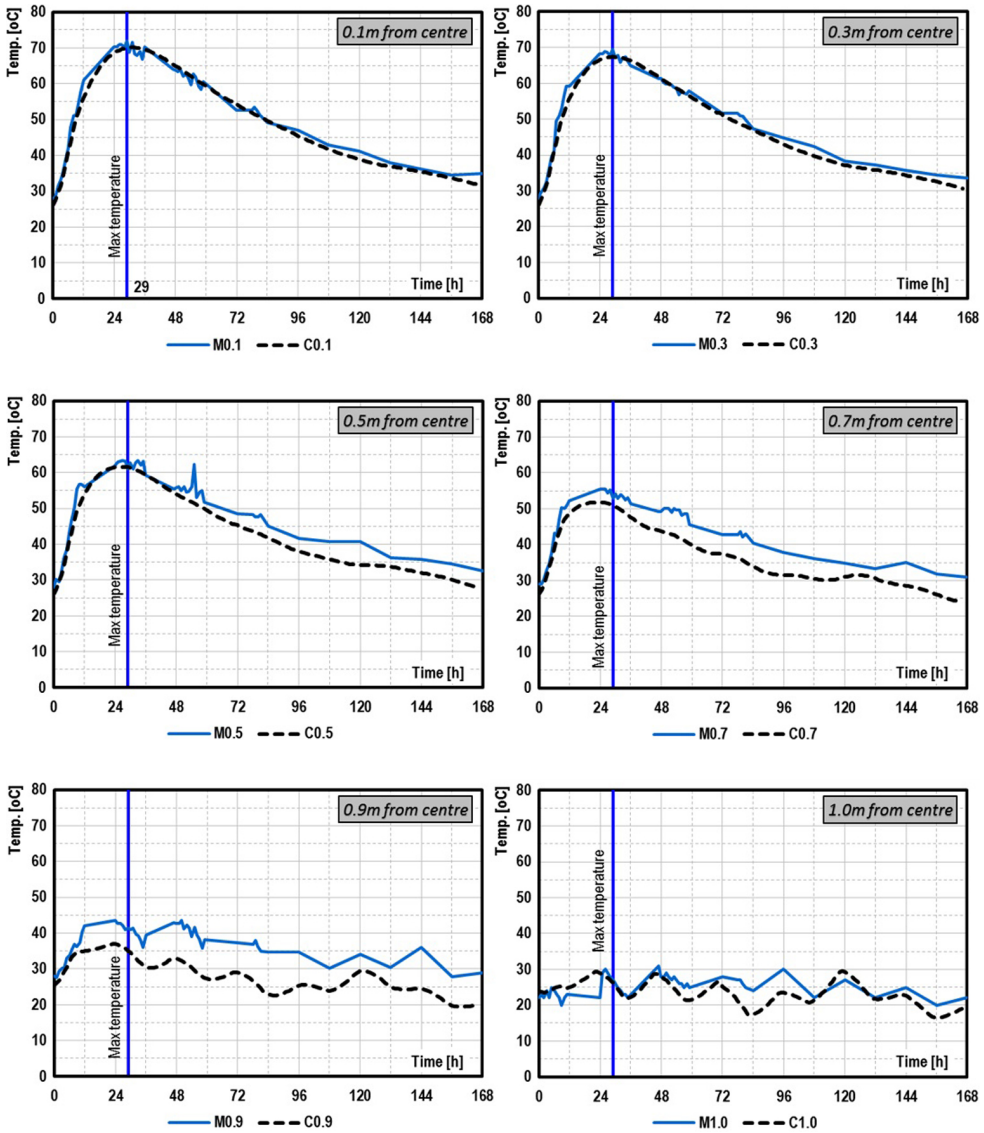 Temp. [oC]
80
70
60
50
40
30
20
10
0
0.1m from centre
Max temperature
29
Time [h]
0 24 48 72 96 120 144 168
M0.1 C0.1
Temp. [oC]
80
70
60
50
40
30
20
10
0
0.3m from centre
Max temperature
Time [h]
0 24 48 72 96 120 144 168
M0.3 C0.3
Temp. [oC]
80
70
60
50
40
30
20
10
0
0.5m from centre
Max temperature
Time [h]
0 24 48 72 96 120 144 168
M0.5 C0.5
Temp. [oC]
80
70
60
50
40
30
20
10
0
0.7m from centre
Max temperature
Time [h]
0 24 48 72 96 120 144 168
M0.7 C0.7
Temp. [oC]
80
70
60
50
40
30
20
10
0
0.9m from centre
Max temperature
Time [h]
0 24 48 72 96 120 144 168
M0.9 C0.9
Temp. [oC]
80
70
60
50
40
30
20
10
0
1.0m from centre
Max temperature
Time [h]
0 24 48 72 96 120 144 168
M1.0 C1.0